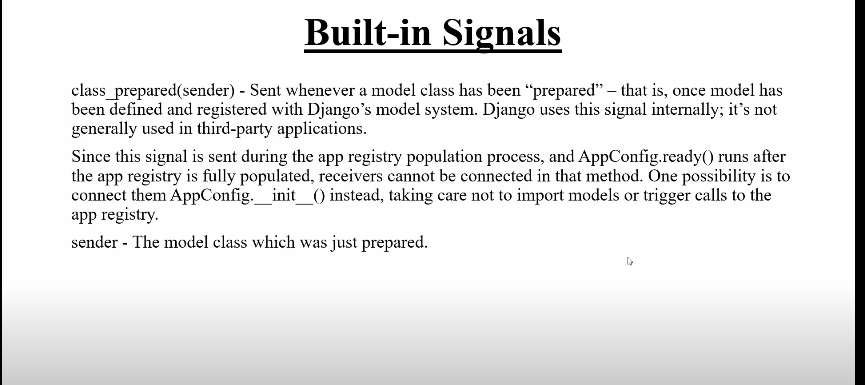 Built-in Signals
class_prepared(sender) - Sent whenever a model class has been “prepared” – that is, once model has
been defined and registered with Django’s model system. Django uses this signal internally; it’s not
generally used in third-party applications.
Since this signal is sent during the app registry population process, and AppConfig.ready() runs after
the app registry is fully populated, receivers cannot be connected in that method. One possibility is to
connect them AppConfig.__init__() instead, taking care not to import models or trigger calls to the
app registry.
sender - The model class which was just prepared.